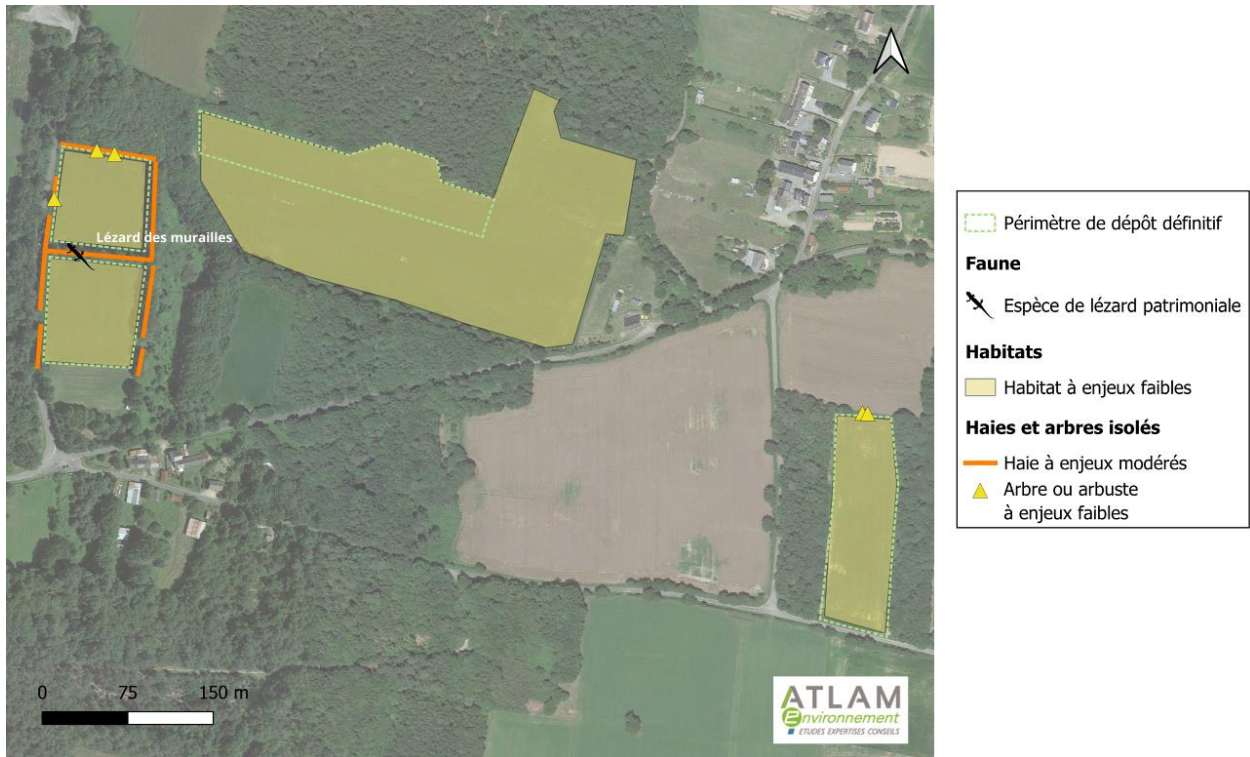 Lézard des murailles
0 75 150 m
ATLAM
environnement
ETUDES EXPERTISES CONSEILS
Périmètre de dépôt définitif
Faune
Espèce de lézard patrimoniale
Habitats
Habitat à enjeux faibles
Haies et arbres isolés
Haie à enjeux modérés
Arbre ou arbuste
à enjeux faibles